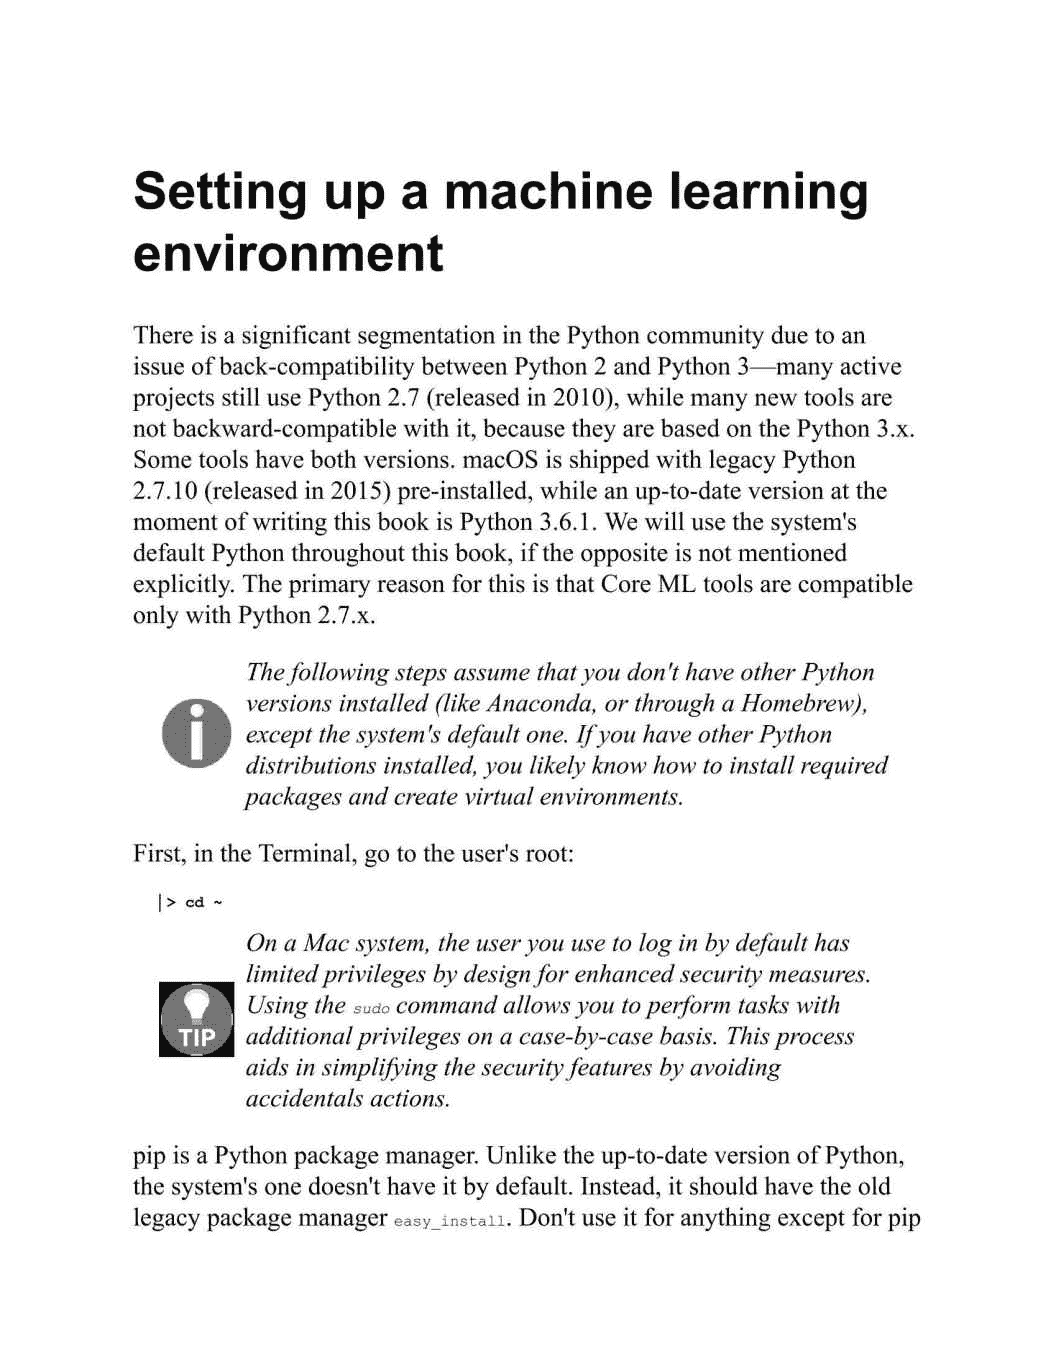 Setting up a machine learning
environment
There is a significant segmentation in the Python community due to an
issue of back-compatibility between Python 2 and Python 3—many active
projects still use Python 2.7 (released in 2010), while many new tools are
not backward-compatible with it, because they are based on the Python 3.x.
Some tools have both versions. macOS is shipped with legacy Python
2.7.10 (released in 2015) pre-installed, while an up-to-date version at the
moment of writing this book is Python 3.6.1. We will use the system's
default Python throughout this book, if the opposite is not mentioned
explicitly. The primary reason for this is that Core ML tools are compatible
only with Python 2.7.x.
The following steps assume that you don't have other Python
versions installed (like Anaconda, or through a Homebrew),
except the system's default one. If you have other Python
distributions installed, you likely know how to install required
packages and create virtual environments.
First, in the Terminal, go to the user's root:
|> cd ~
On a Mac system, the user you use to log in by default has
limited privileges by design for enhanced security measures.
Using the sudo command allows you to perform tasks with
TIP
additional privileges on a case-by-case basis. This process
aids in simplifying the security features by avoiding
accidentals actions.
pip is a Python package manager. Unlike the up-to-date version of Python,
the system's one doesn't have it by default. Instead, it should have the old
legacy package manager easy_install. Don't use it for anything except for pip